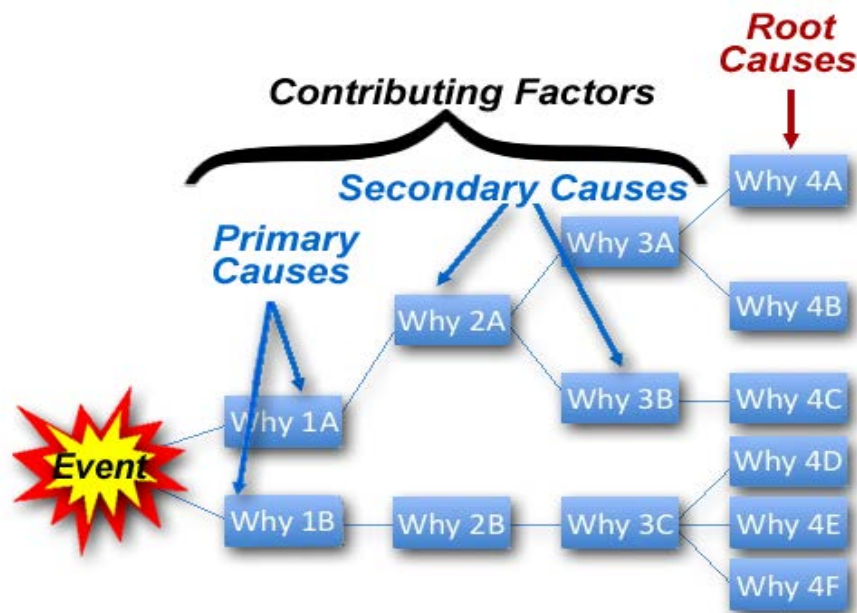 Root
Causes
Contributing Factors
Secondary Causes
Primary
Causes
Why 4A
Why 3A
Why 4B
Why 2A
Why 3B
Why 4C
Why 1A
Why 4D
Event
Why 1B
Why 2B
Why 3C
Why 4E
Why 4F